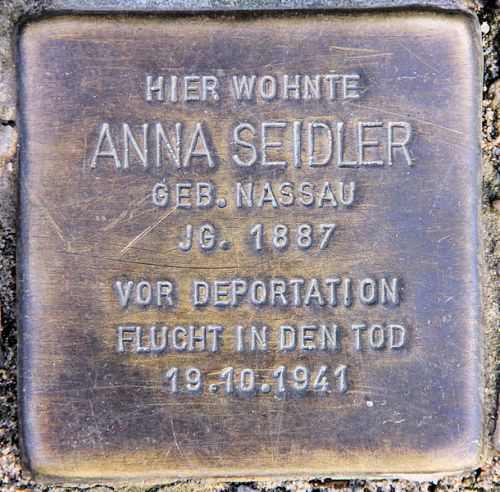 HIER WOHNTE
ANNA SEIDLER
GEB. NASSAU
JG. 1887
VOR DEPORTATION
FLUCHT IN DEN TOD
19.10.1941